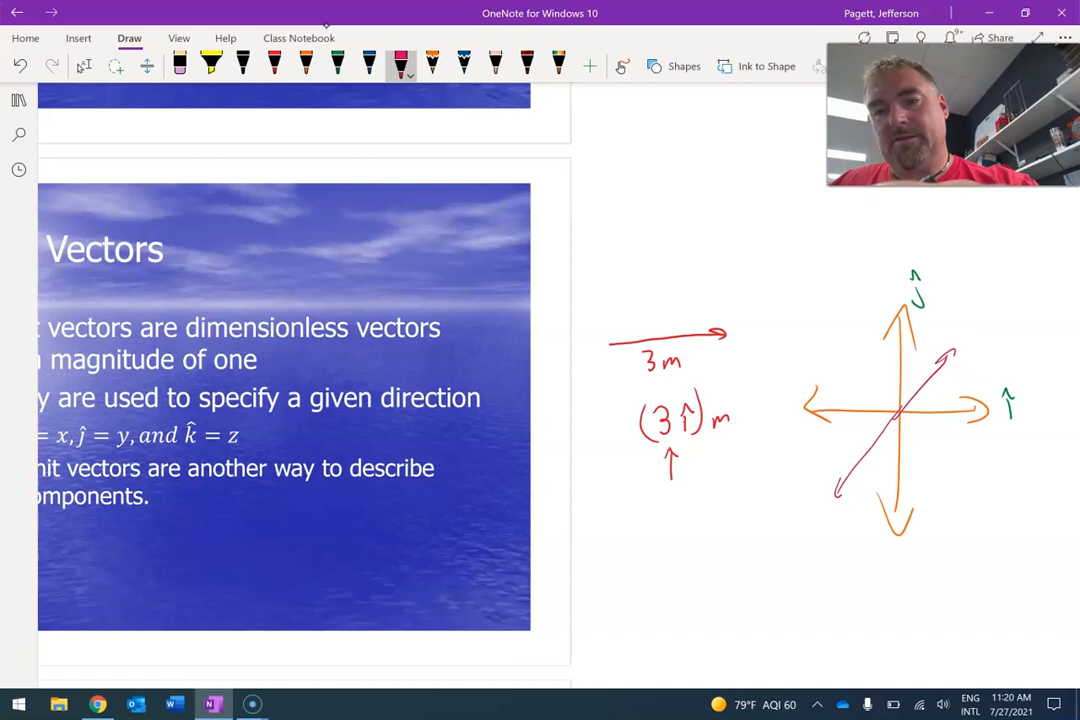 OneNote for Windows 10
Pagett, Jefferson
Home Insert Draw View Help Class Notebook
9+
Share
Shapes
Ink to Shape
Vectors
t vectors are dimensionless vectors
magnitude of one
y are used to specify a given direction
= x, ĵ = y, and k̂ = z
nit vectors are another way to describe
omponents.
3 m
(3 î) m
ĵ
î
79°F AQI 60
ENG
INTL
11:20 AM
7/27/2021